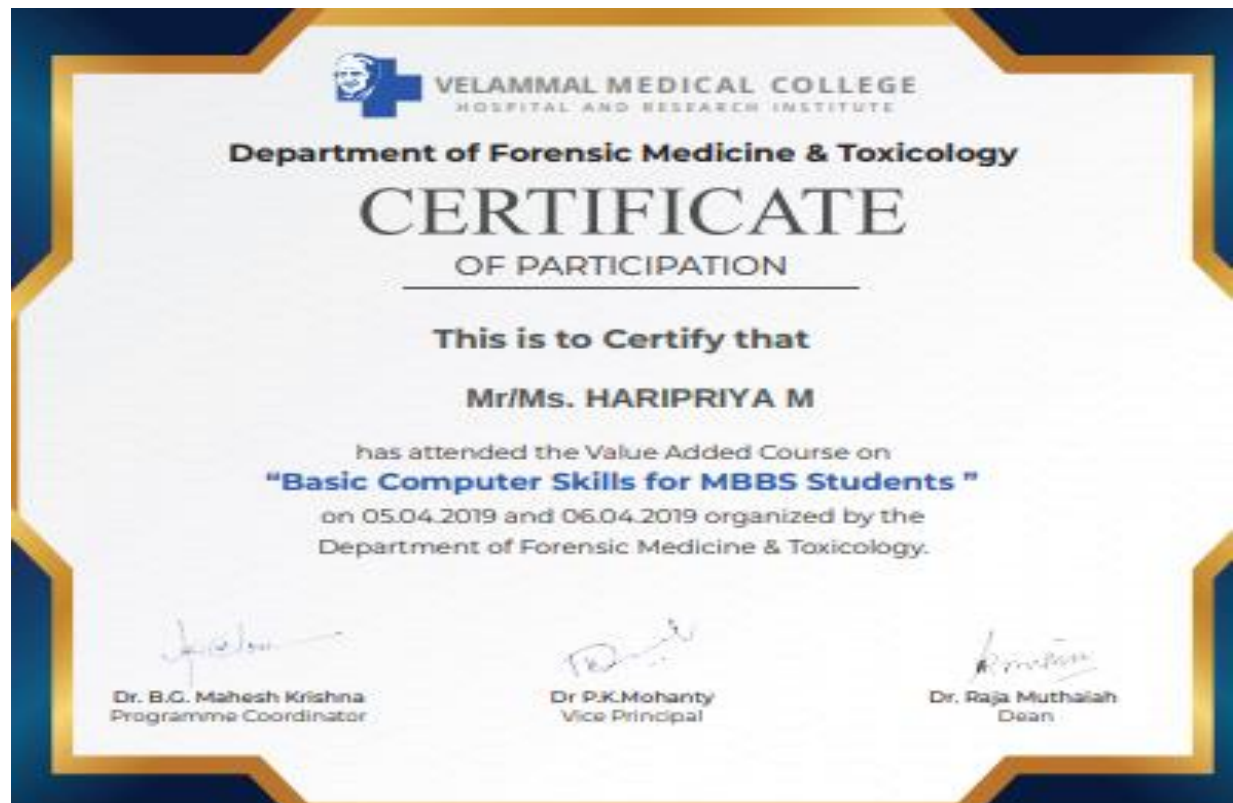 VELAMMAL MEDICAL COLLEGE
HOSPITAL AND RESEARCH INSTITUTE
Department of Forensic Medicine & Toxicology
CERTIFICATE
OF PARTICIPATION
This is to Certify that
Mr/Ms. HARIPRIYA M
has attended the Value Added Course on
"Basic Computer Skills for MBBS Students "
on 05.04.2019 and 06.04.2019 organized by the
Department of Forensic Medicine & Toxicology.
Dr. B.G. Mahesh Krishna Dr P.K.Mohanty Dr. Raja Muthaiah
Programme Coordinator Vice Principal Dean